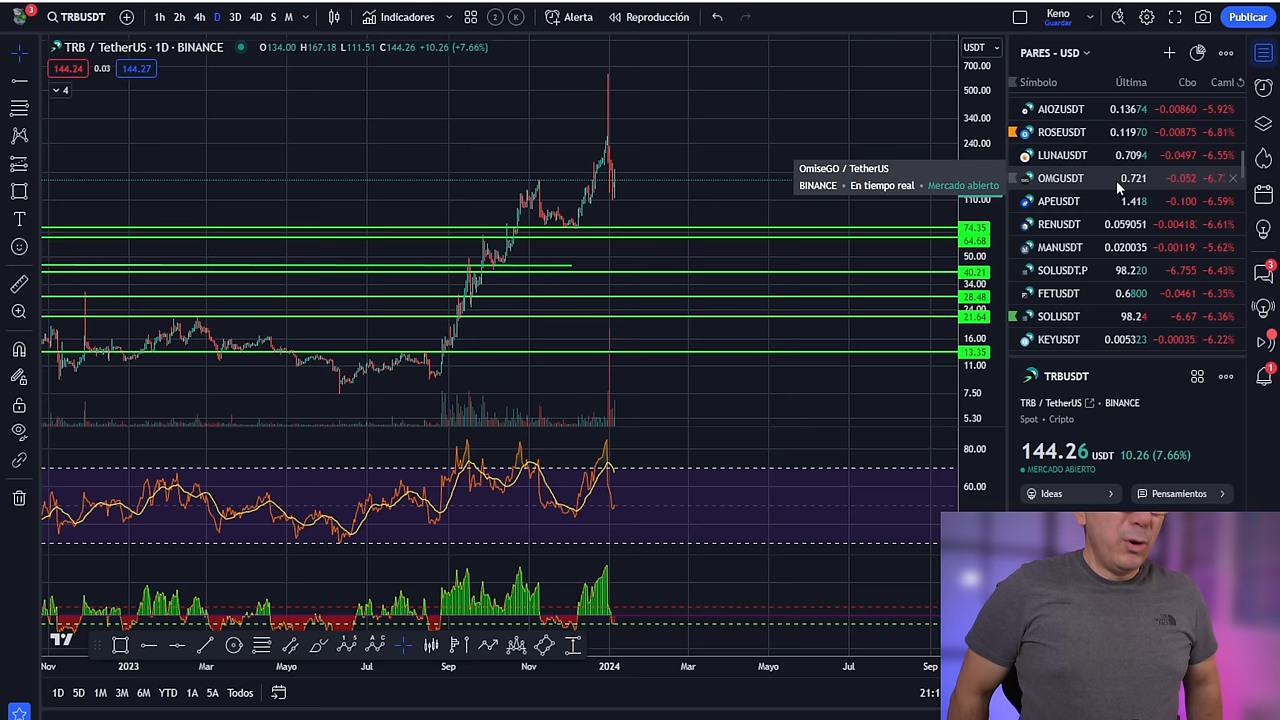 3
TRBUSDT
1h 2h 4h D 3D 4D S M
Indicadores
2 K
Alerta
Reproducción
Keno
Guardar
Publicar
TRB / TetherUS · 1D · BINANCE
O134.00 H167.18 L111.51 C144.26 +10.26 (+7.66%)
144.24 0.03 144.27
4
USDT
700.00
500.00
340.00
240.00
110.00
74.35
64.68
50.00
40.21
34.00
28.48
24.00
21.64
16.00
13.35
11.00
7.50
5.30
80.00
60.00
OmiseGO / TetherUS
BINANCE • En tiempo real • Mercado abierto
PARES - USD
Símbolo Última Cbo
AIOZUSDT 0.13674 −0.00860 −5.92%
ROSEUSDT 0.11970 −0.00875 −6.81%
LUNAUSDT 0.7094 −0.0497 −6.55%
OMGUSDT 0.721 −0.052
APEUSDT 1.418 −0.100 −6.59%
RENUSDT 0.059051 −0.00418 −6.61%
MANUSDT 0.020035 −0.00119 −5.62%
SOLUSDT.P 98.220 −6.755 −6.43%
FETUSDT 0.6800 −0.0461 −6.35%
SOLUSDT 98.24 −6.67 −6.36%
KEYUSDT 0.005323 −0.00035 −6.22%
TRBUSDT
TRB / TetherUS • BINANCE
Spot • Cripto
144.26 USDT 10.26 (7.66%)
MERCADO ABIERTO
Ideas
Pensamientos
3
1
Nov 2023 Mar Mayo Jul Sep Nov 2024 Mar Mayo Jul Sep
1D 5D 1M 3M 6M YTD 1A 5A Todos
THE NORTH FACE